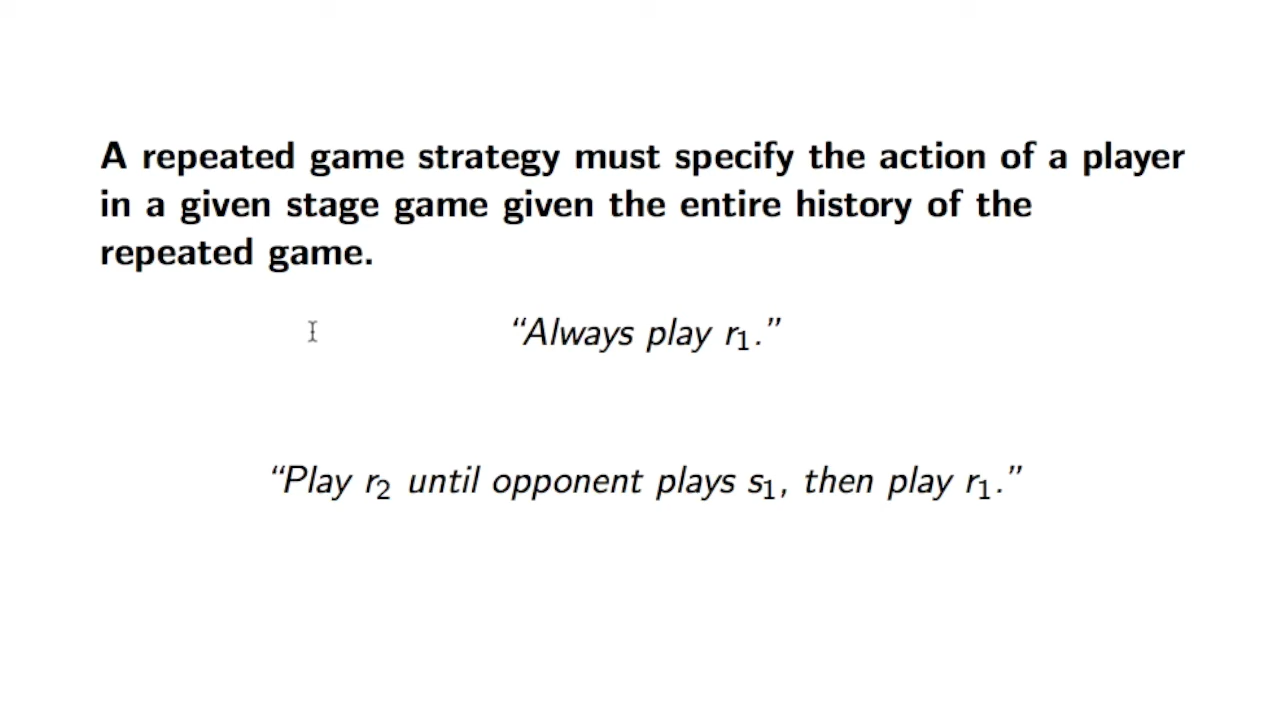 A repeated game strategy must specify the action of a player
in a given stage game given the entire history of the
repeated game.
“Always play r₁.”
“Play r₂ until opponent plays s₁, then play r₁.”